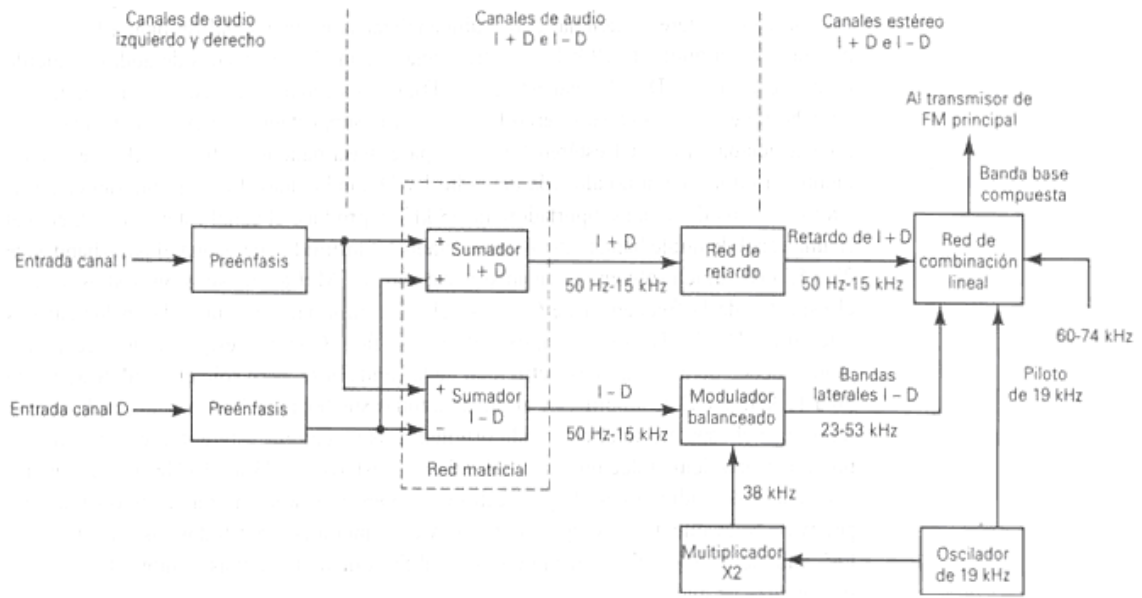 Canales de audio
izquierdo y derecho
Canales de audio
I + D e I – D
Canales estéreo
I + D e I – D
Al transmisor de
FM principal
Banda base
compuesta
Entrada canal I
Preénfasis
+
+
Sumador
I + D
I + D
50 Hz-15 kHz
Red de
retardo
Retardo de I + D
50 Hz-15 kHz
Red de
combinación
lineal
60-74 kHz
Entrada canal D
Preénfasis
+
–
Sumador
I – D
Red matricial
I – D
50 Hz-15 kHz
Modulador
balanceado
Bandas
laterales I – D
23-53 kHz
Piloto
de 19 kHz
38 kHz
Multiplicador
X2
Oscilador
de 19 kHz